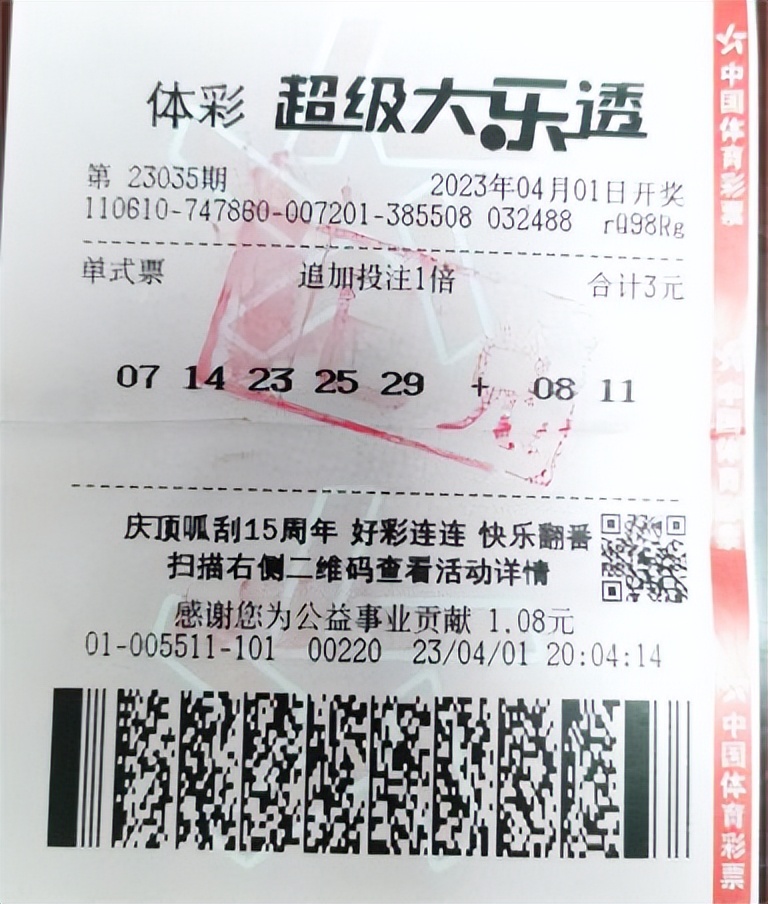 体彩 超级大乐透
第 23035期 2023年04月01日开奖
110610-747860-007201-385508 032488 rQ98Rg
单式票 追加投注1倍 合计3元
07 14 23 25 29 + 08 11
庆顶呱刮15周年 好彩连连 快乐翻番
扫描右侧二维码查看活动详情
感谢您为公益事业贡献 1.08元
01-005511-101 00220 23/04/01 20:04:14
中国体育彩票
中国体育
中国体育彩票